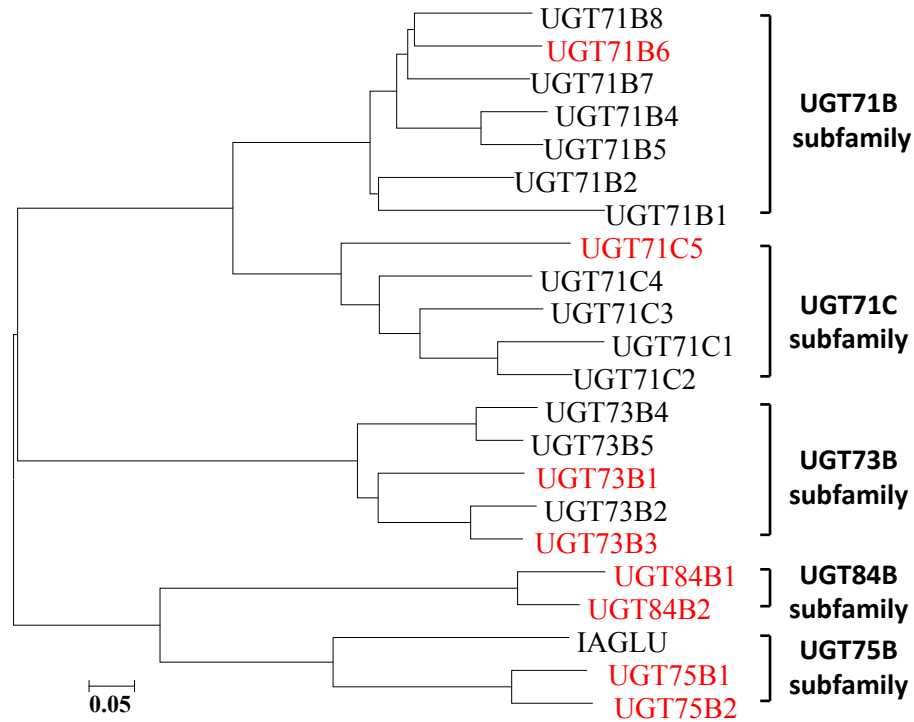 UGT71B8
UGT71B6
UGT71B7
UGT71B4
UGT71B5
UGT71B2
UGT71B1
UGT71B
subfamily
UGT71C5
UGT71C4
UGT71C3
UGT71C1
UGT71C2
UGT71C
subfamily
UGT73B4
UGT73B5
UGT73B1
UGT73B2
UGT73B3
UGT73B
subfamily
UGT84B1
UGT84B2
UGT84B
subfamily
IAGLU
UGT75B1
UGT75B2
UGT75B
subfamily
0.05